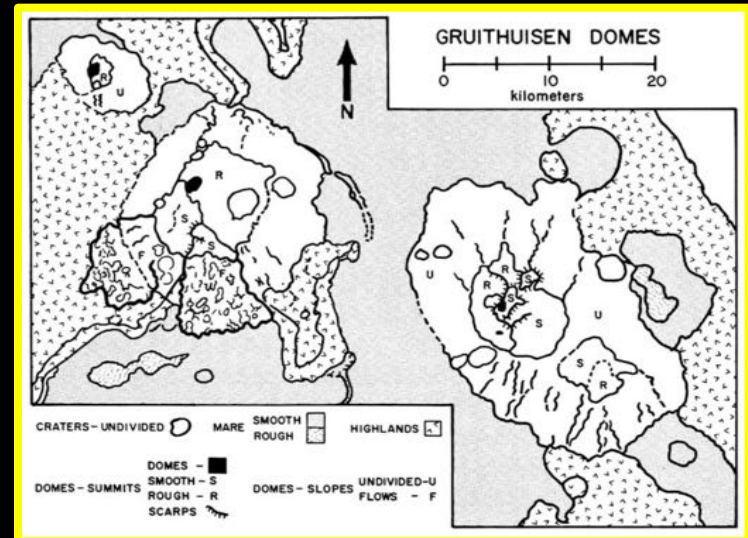 GRUITHUISEN DOMES
0 10 20
kilometers
N
R
U
R
S
S
F
F
U
R
R
S
S
S
U
S
R
CRATERS-UNDIVIDED
MARE SMOOTH
ROUGH
HIGHLANDS
DOMES-SUMMITS
DOMES -
SMOOTH - S
ROUGH - R
SCARPS
DOMES-SLOPES
UNDIVIDED-U
FLOWS - F